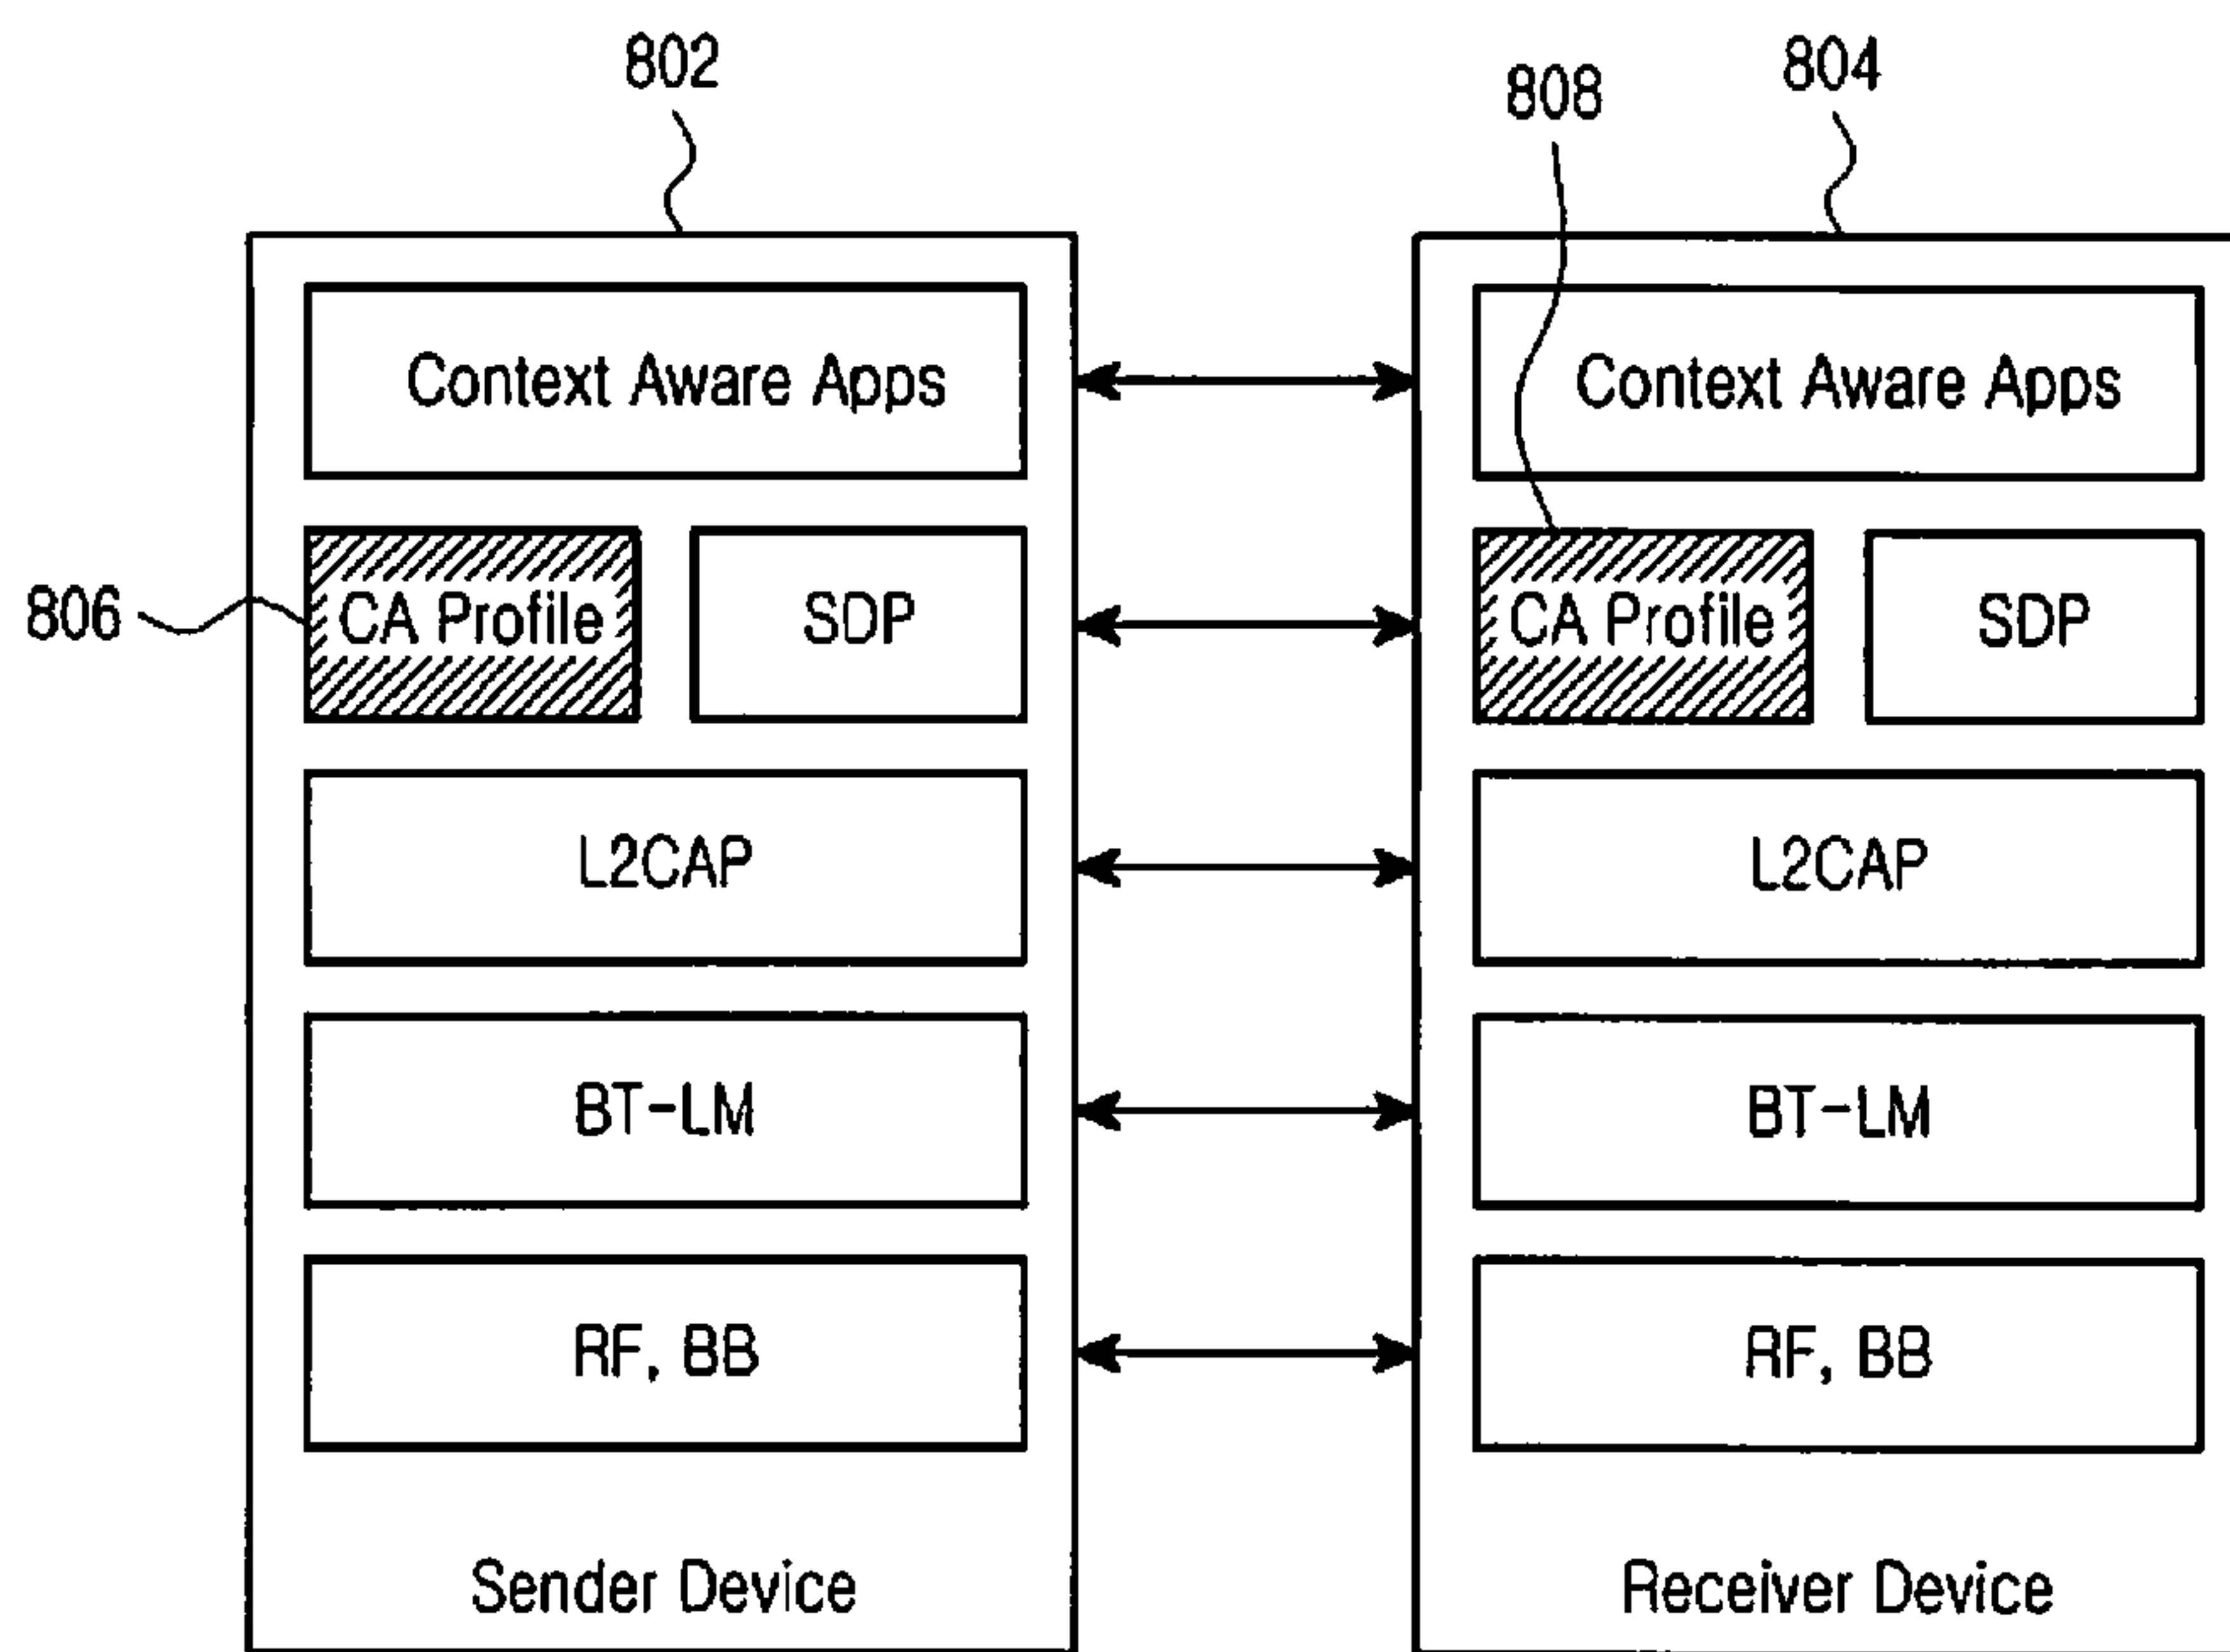 802
808
804
Context Aware Apps
Context Aware Apps
806
CA Profile
SDP
CA Profile
SDP
L2CAP
L2CAP
BT-LM
BT-LM
RF, BB
RF, BB
Sender Device
Receiver Device